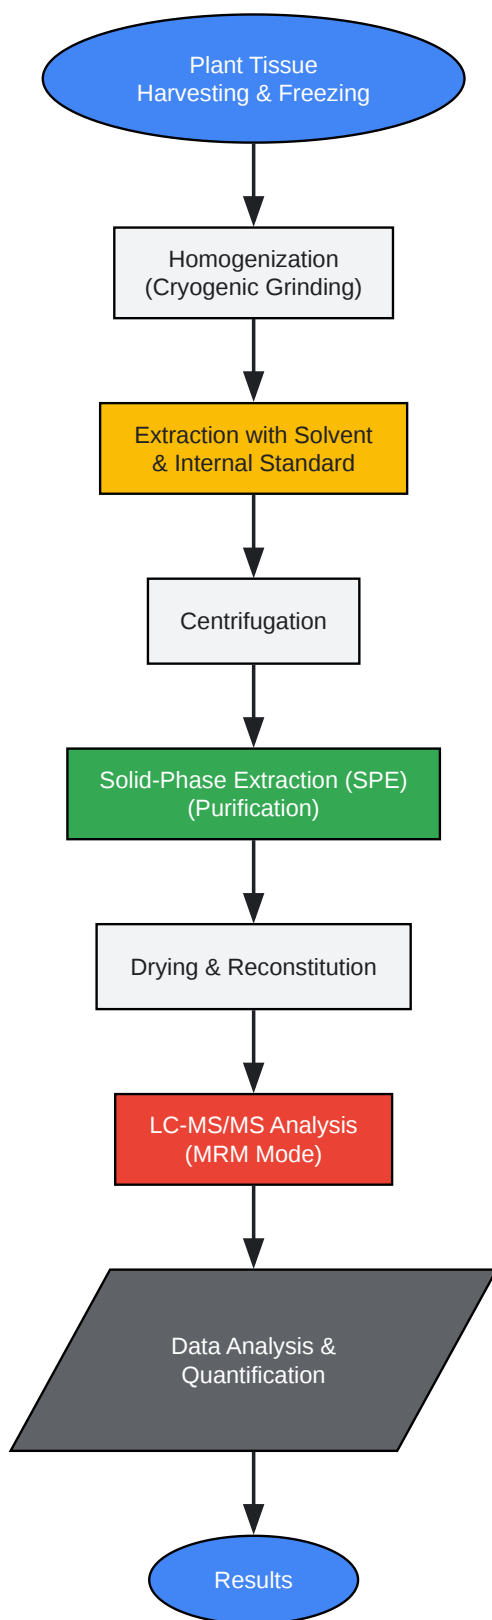 Plant Tissue
Harvesting & Freezing
Homogenization
(Cryogenic Grinding)
Extraction with Solvent
& Internal Standard
Centrifugation
Solid-Phase Extraction (SPE)
(Purification)
Drying & Reconstitution
LC-MS/MS Analysis
(MRM Mode)
Data Analysis &
Quantification
Results